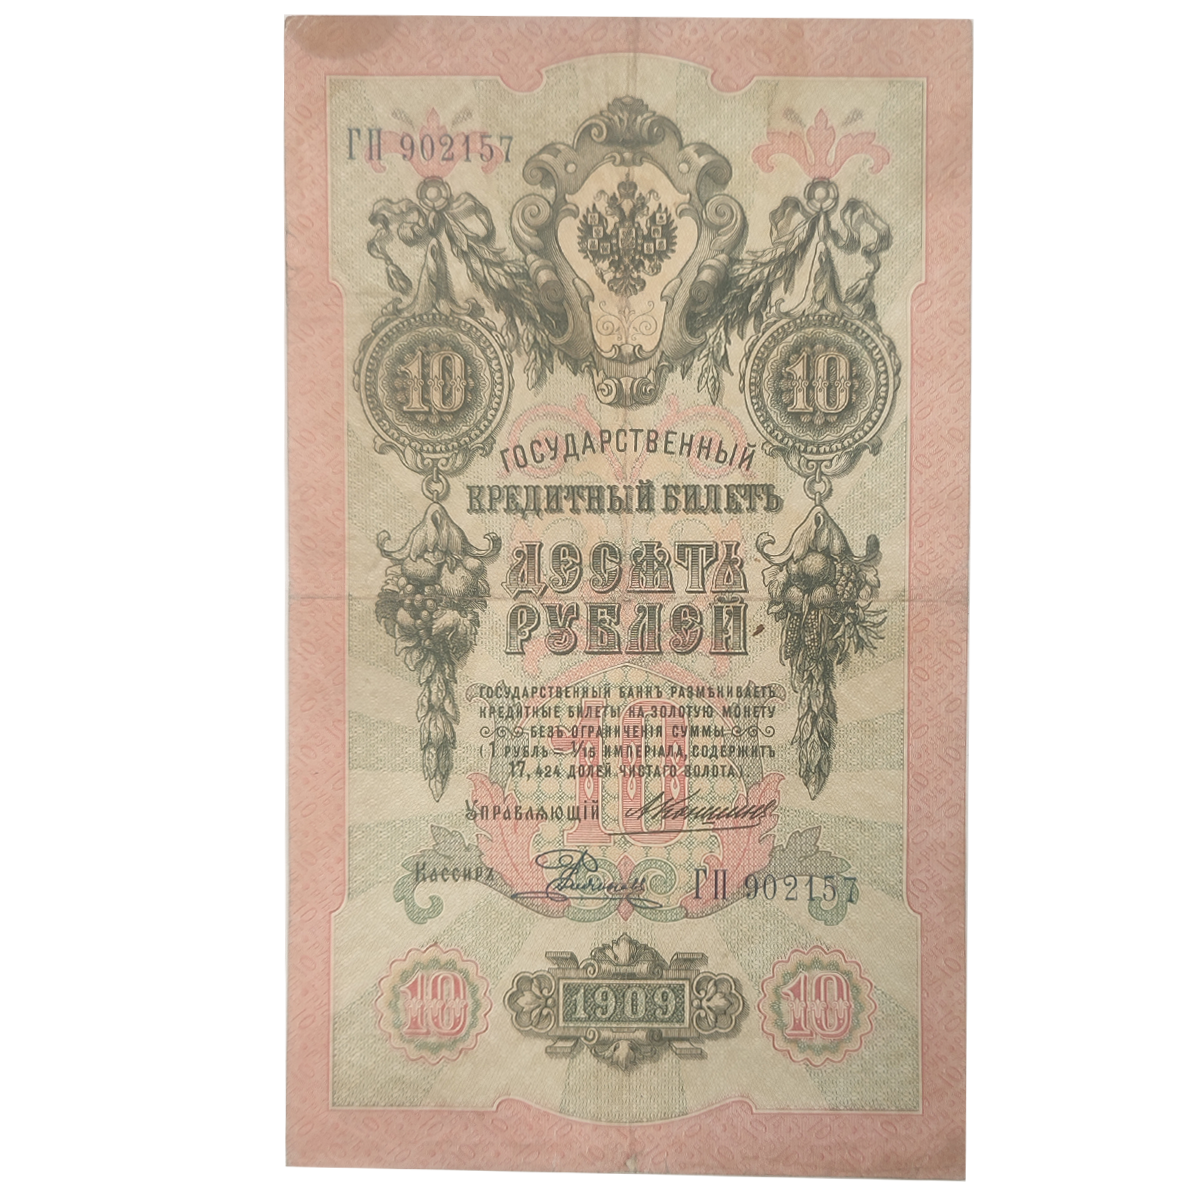 ГП 902157
10 10
ГОСУДАРСТВЕННЫЙ
КРЕДИТНЫЙ БИЛЕТЪ
ДЕСЯТЬ
РУБЛЕЙ
ГОСУДАРСТВЕННЫЙ БАНКЪ РАЗМѢНИВАЕТЪ
КРЕДИТНЫЕ БИЛЕТЫ НА ЗОЛОТУЮ МОНЕТУ
БЕЗЪ ОГРАНИЧЕНІЯ СУММЫ
(1 РУБЛЬ = 1/15 ИМПЕРІАЛА, СОДЕРЖИТЪ
17,424 ДОЛЕЙ ЧИСТАГО ЗОЛОТА).
10
УПРАВЛЯЮЩІЙ А Коншинъ
КАССИРЪ
ГП 902157
10 1909 10